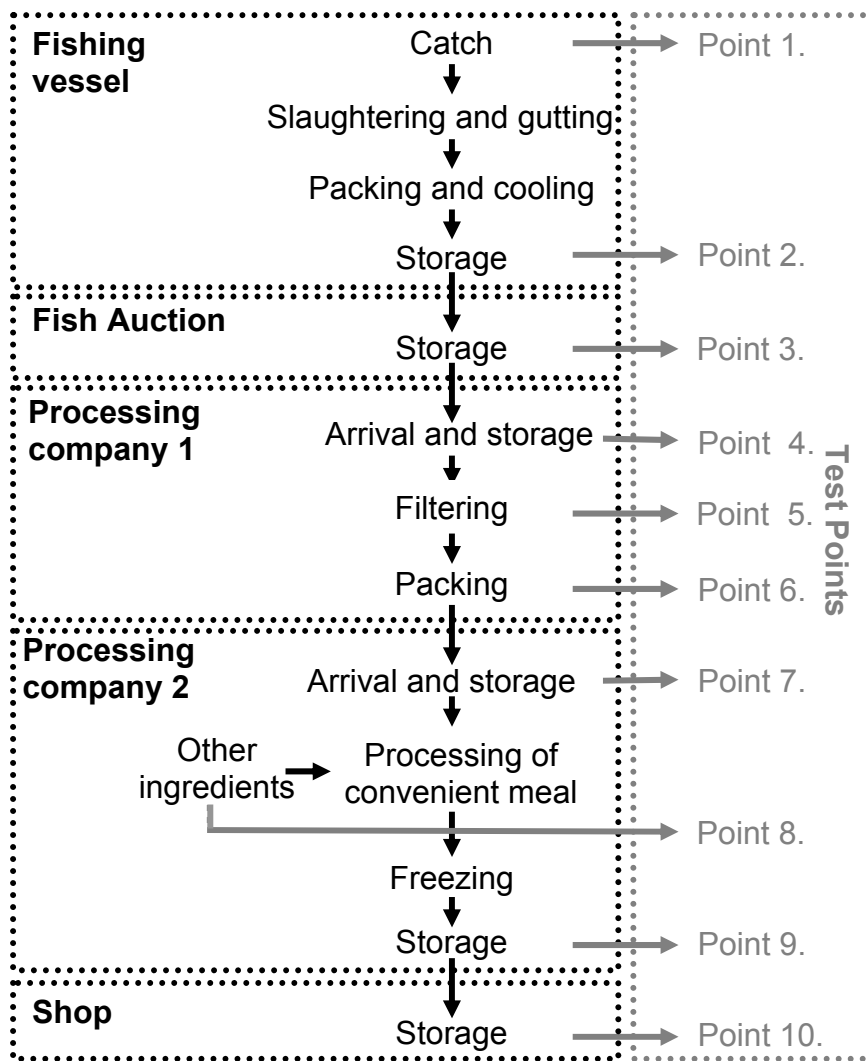 Fishing
vessel
Catch
Point 1.
Slaughtering and gutting
Packing and cooling
Storage
Point 2.
Fish Auction
Storage
Point 3.
Processing
company 1
Arrival and storage
Point 4.
Filtering
Point 5.
Packing
Point 6.
Test Points
Processing
company 2
Arrival and storage
Point 7.
Other
ingredients
Processing of
convenient meal
Point 8.
Freezing
Storage
Point 9.
Shop
Storage
Point 10.